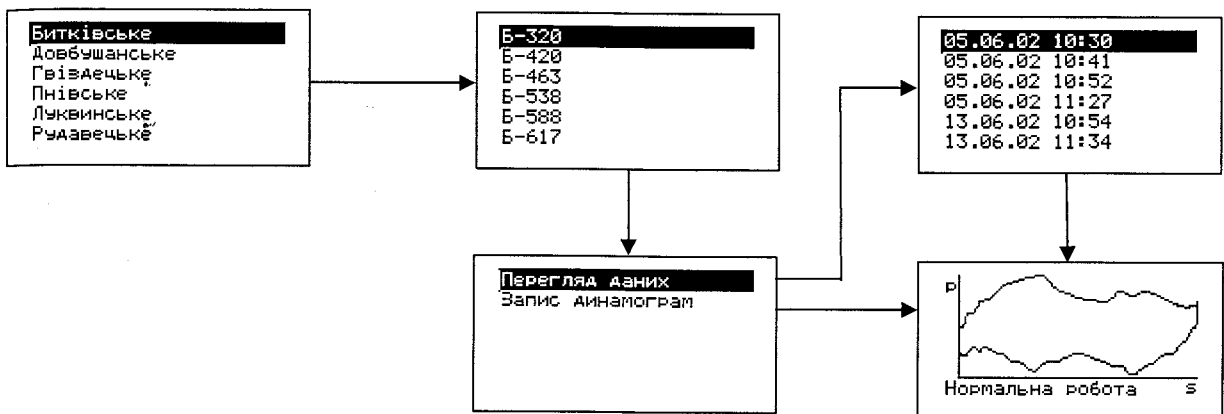 Битківське
Довбушанське
Гвіздецьке
Пнівське
Луквинське
Рудавецьке
Б-320
Б-420
Б-463
Б-538
Б-588
Б-617
05.06.02 10:30
05.06.02 10:41
05.06.02 10:52
05.06.02 11:27
13.06.02 10:54
13.06.02 11:34
Перегляд даних
Запис динамограм
P
Нормальна робота S